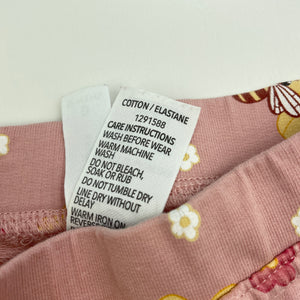 COTTON / ELASTANE
1291588
CARE INSTRUCTIONS
WASH BEFORE WEAR
WARM MACHINE
WASH
DO NOT BLEACH,
SOAK OR RUB
DO NOT TUMBLE DRY
LINE DRY WITHOUT
DELAY
WARM IRON ON
REVERSE